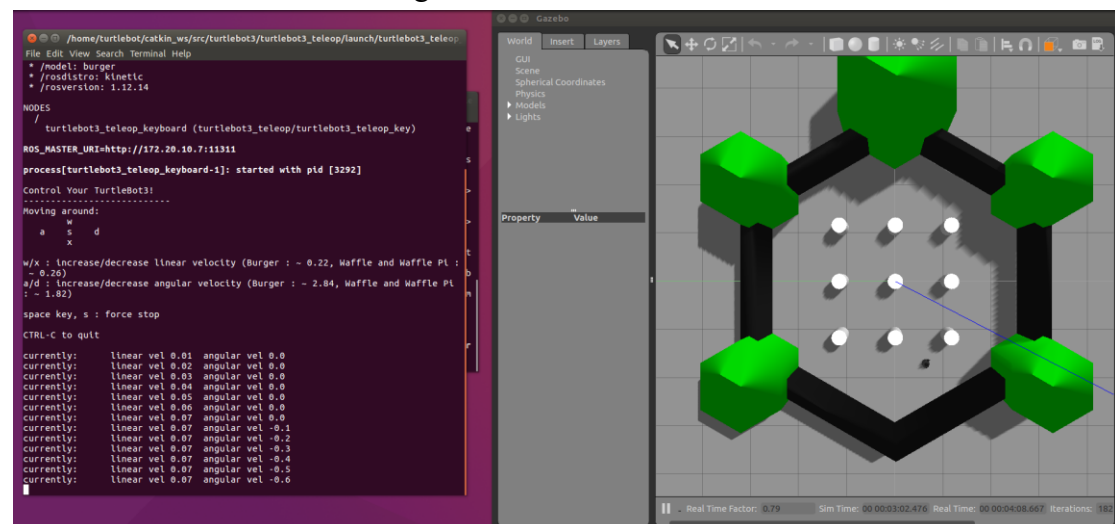 /home/turtlebot/catkin_ws/src/turtlebot3/turtlebot3_teleop/launch/turtlebot3_teleop
File Edit View Search Terminal Help
* /model: burger
* /rosdistro: kinetic
* /rosversion: 1.12.14
NODES
/
turtlebot3_teleop_keyboard (turtlebot3_teleop/turtlebot3_teleop_key)
ROS_MASTER_URI=http://172.20.10.7:11311
process[turtlebot3_teleop_keyboard-1]: started with pid [3292]
Control Your TurtleBot3!
---------------------------
Moving around:
w
a s d
x
w/x : increase/decrease linear velocity (Burger : ~ 0.22, Waffle and Waffle Pi :
~ 0.26)
a/d : increase/decrease angular velocity (Burger : ~ 2.84, Waffle and Waffle Pi
: ~ 1.82)
space key, s : force stop
CTRL-C to quit
currently: linear vel 0.01 angular vel 0.0
currently: linear vel 0.02 angular vel 0.0
currently: linear vel 0.03 angular vel 0.0
currently: linear vel 0.04 angular vel 0.0
currently: linear vel 0.05 angular vel 0.0
currently: linear vel 0.06 angular vel 0.0
currently: linear vel 0.07 angular vel 0.0
currently: linear vel 0.07 angular vel -0.1
currently: linear vel 0.07 angular vel -0.2
currently: linear vel 0.07 angular vel -0.3
currently: linear vel 0.07 angular vel -0.4
currently: linear vel 0.07 angular vel -0.5
currently: linear vel 0.07 angular vel -0.6
Gazebo
World Insert Layers
GUI
Scene
Spherical Coordinates
Physics
Models
Lights
Property Value
Real Time Factor: 0.79 Sim Time: 00 00:03:02.476 Real Time: 00 00:04:08.667 Iterations: 182